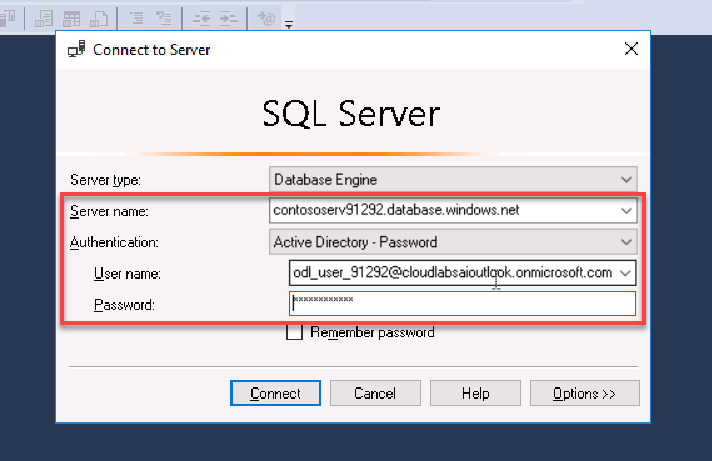 Connect to Server
SQL Server
Server type: Database Engine
Server name: contososerv91292.database.windows.net
Authentication: Active Directory - Password
User name: odl_user_91292@cloudlabsaioutlook.onmicrosoft.com
Password: ************
Remember password
Connect Cancel Help Options >>